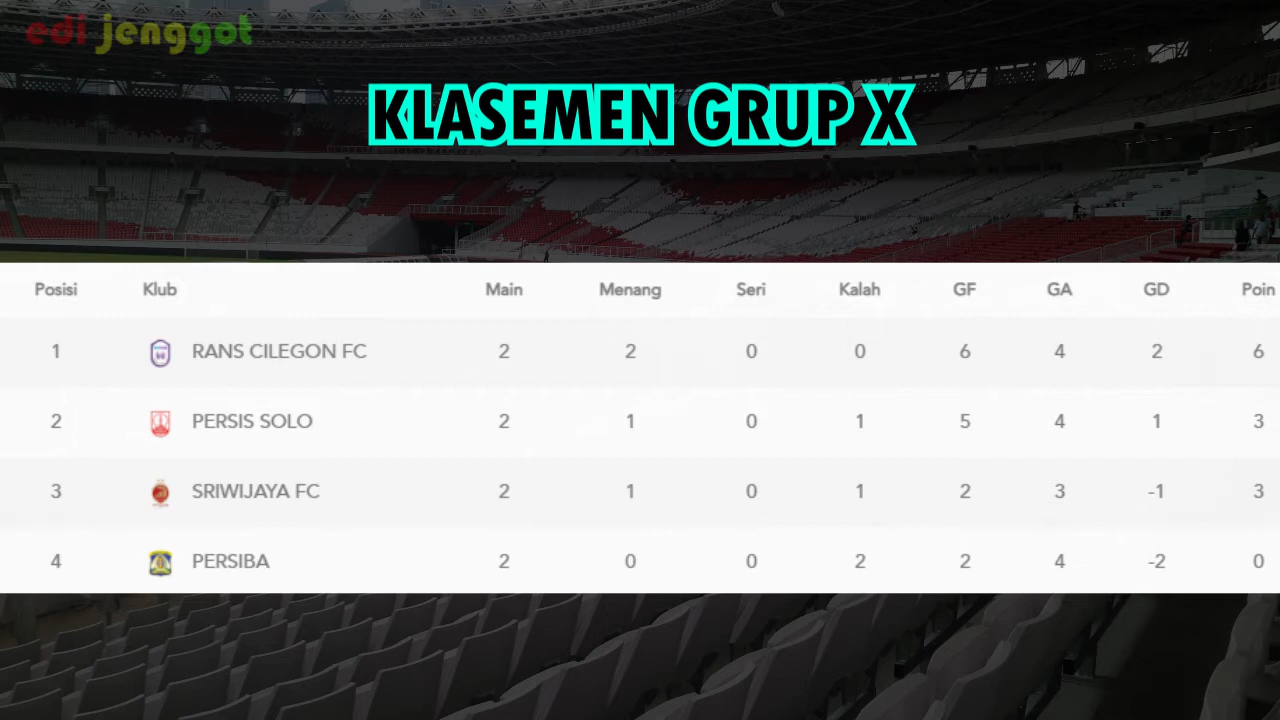 edi jenggot
KLASEMEN GRUP X
Posisi Klub Main Menang Seri Kalah GF GA GD Poin
1 RANS CILEGON FC 2 2 0 0 6 4 2 6
2 PERSIS SOLO 2 1 0 1 5 4 1 3
3 SRIWIJAYA FC 2 1 0 1 2 3 -1 3
4 PERSIBA 2 0 0 2 2 4 -2 0